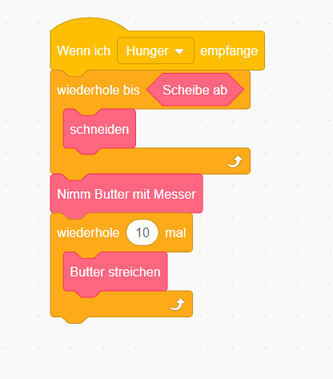 Wenn ich Hunger empfange
wiederhole bis Scheibe ab
schneiden
Nimm Butter mit Messer
wiederhole 10 mal
Butter streichen